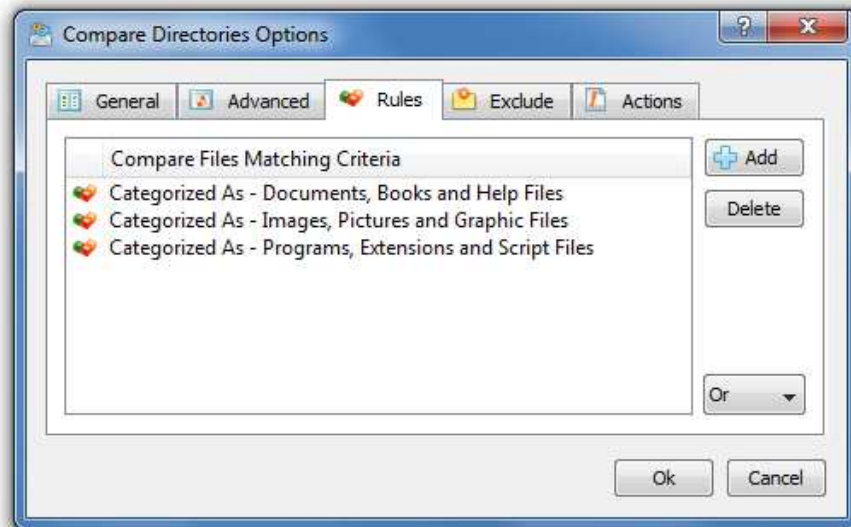 Compare Directories Options
General Advanced Rules Exclude Actions
Compare Files Matching Criteria
Add
Categorized As - Documents, Books and Help Files
Delete
Categorized As - Images, Pictures and Graphic Files
Categorized As - Programs, Extensions and Script Files
Or
Ok Cancel